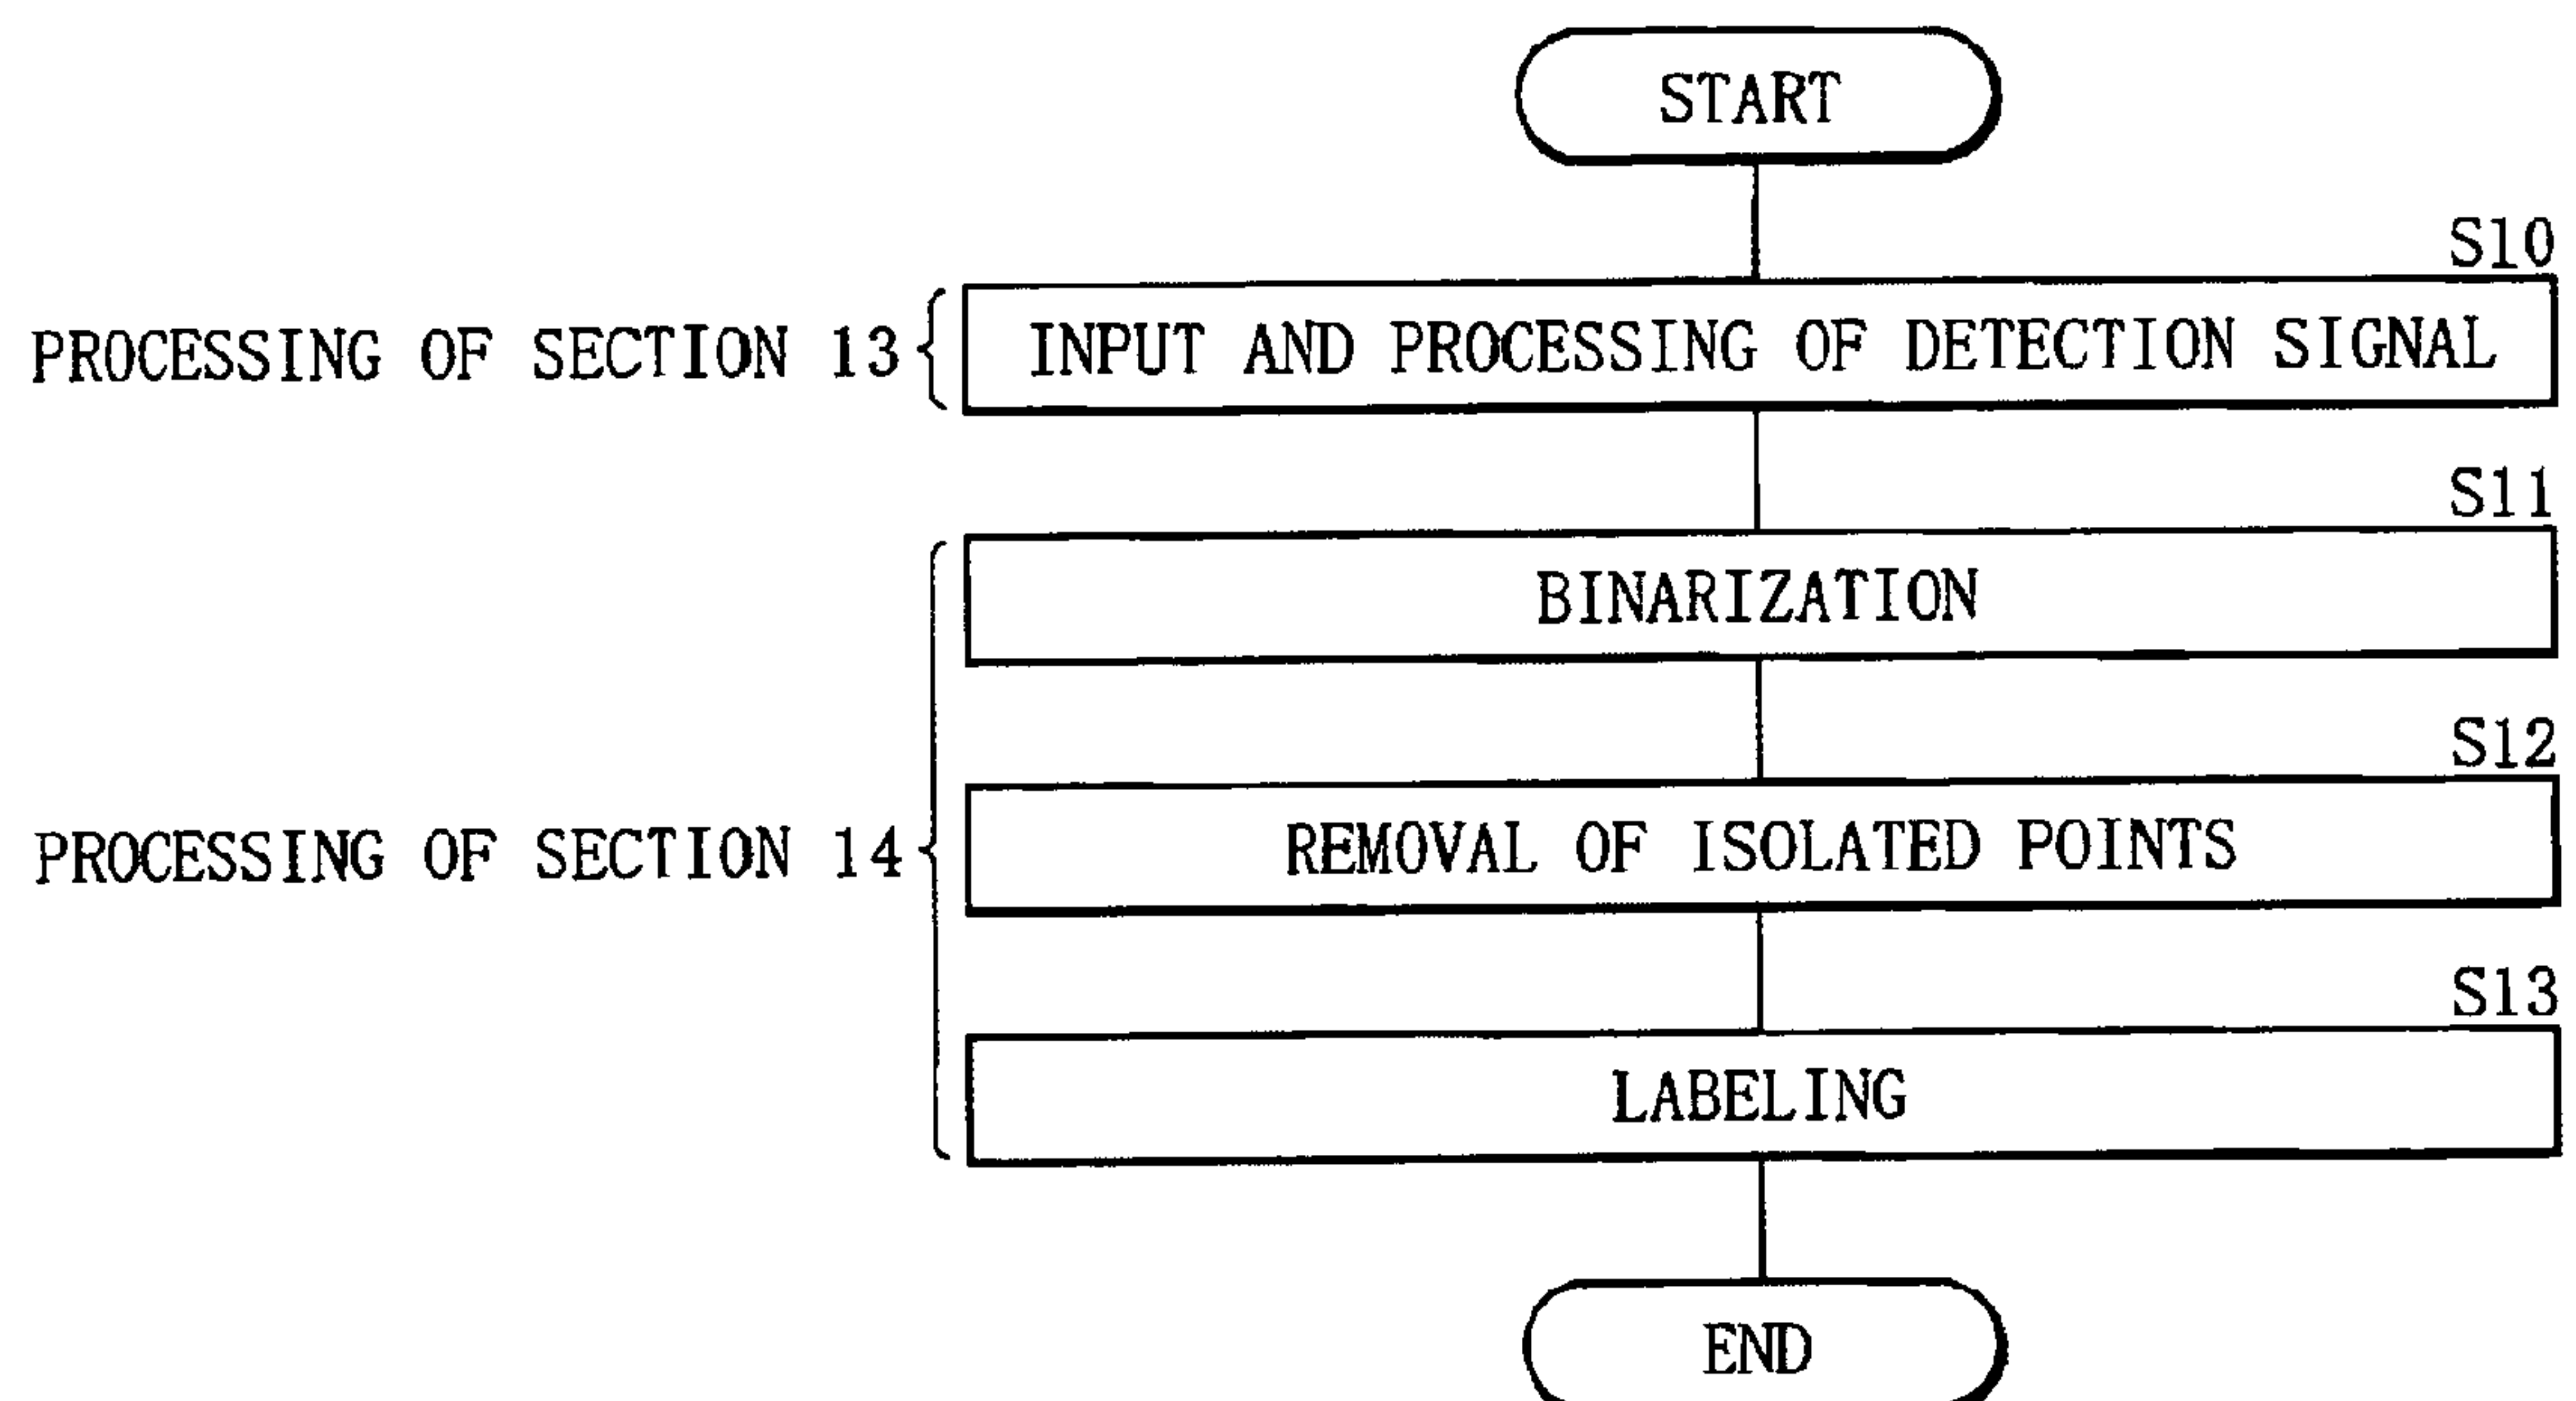 START
S10
PROCESSING OF SECTION 13
INPUT AND PROCESSING OF DETECTION SIGNAL
S11
BINARIZATION
S12
PROCESSING OF SECTION 14
REMOVAL OF ISOLATED POINTS
S13
LABELING
END